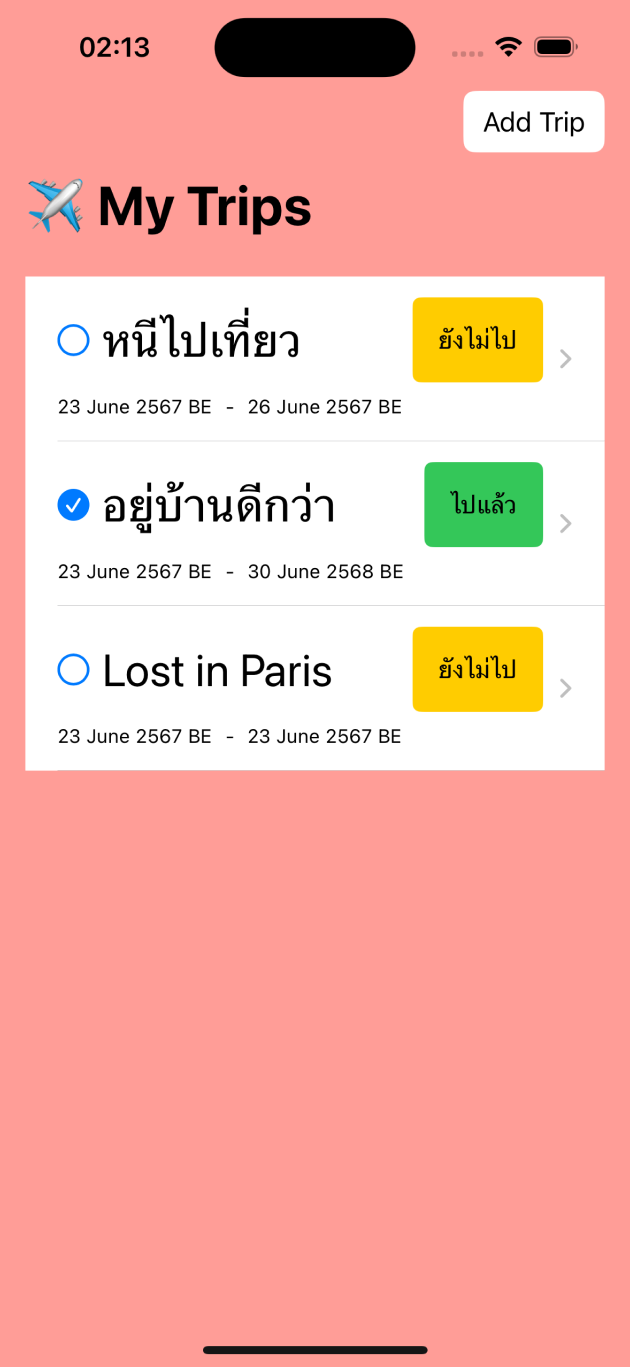 02:13
Add Trip
✈️ My Trips
หนีไปเที่ยว
ยังไม่ไป
23 June 2567 BE - 26 June 2567 BE
อยู่บ้านดีกว่า
ไปแล้ว
23 June 2567 BE - 30 June 2568 BE
Lost in Paris
ยังไม่ไป
23 June 2567 BE - 23 June 2567 BE